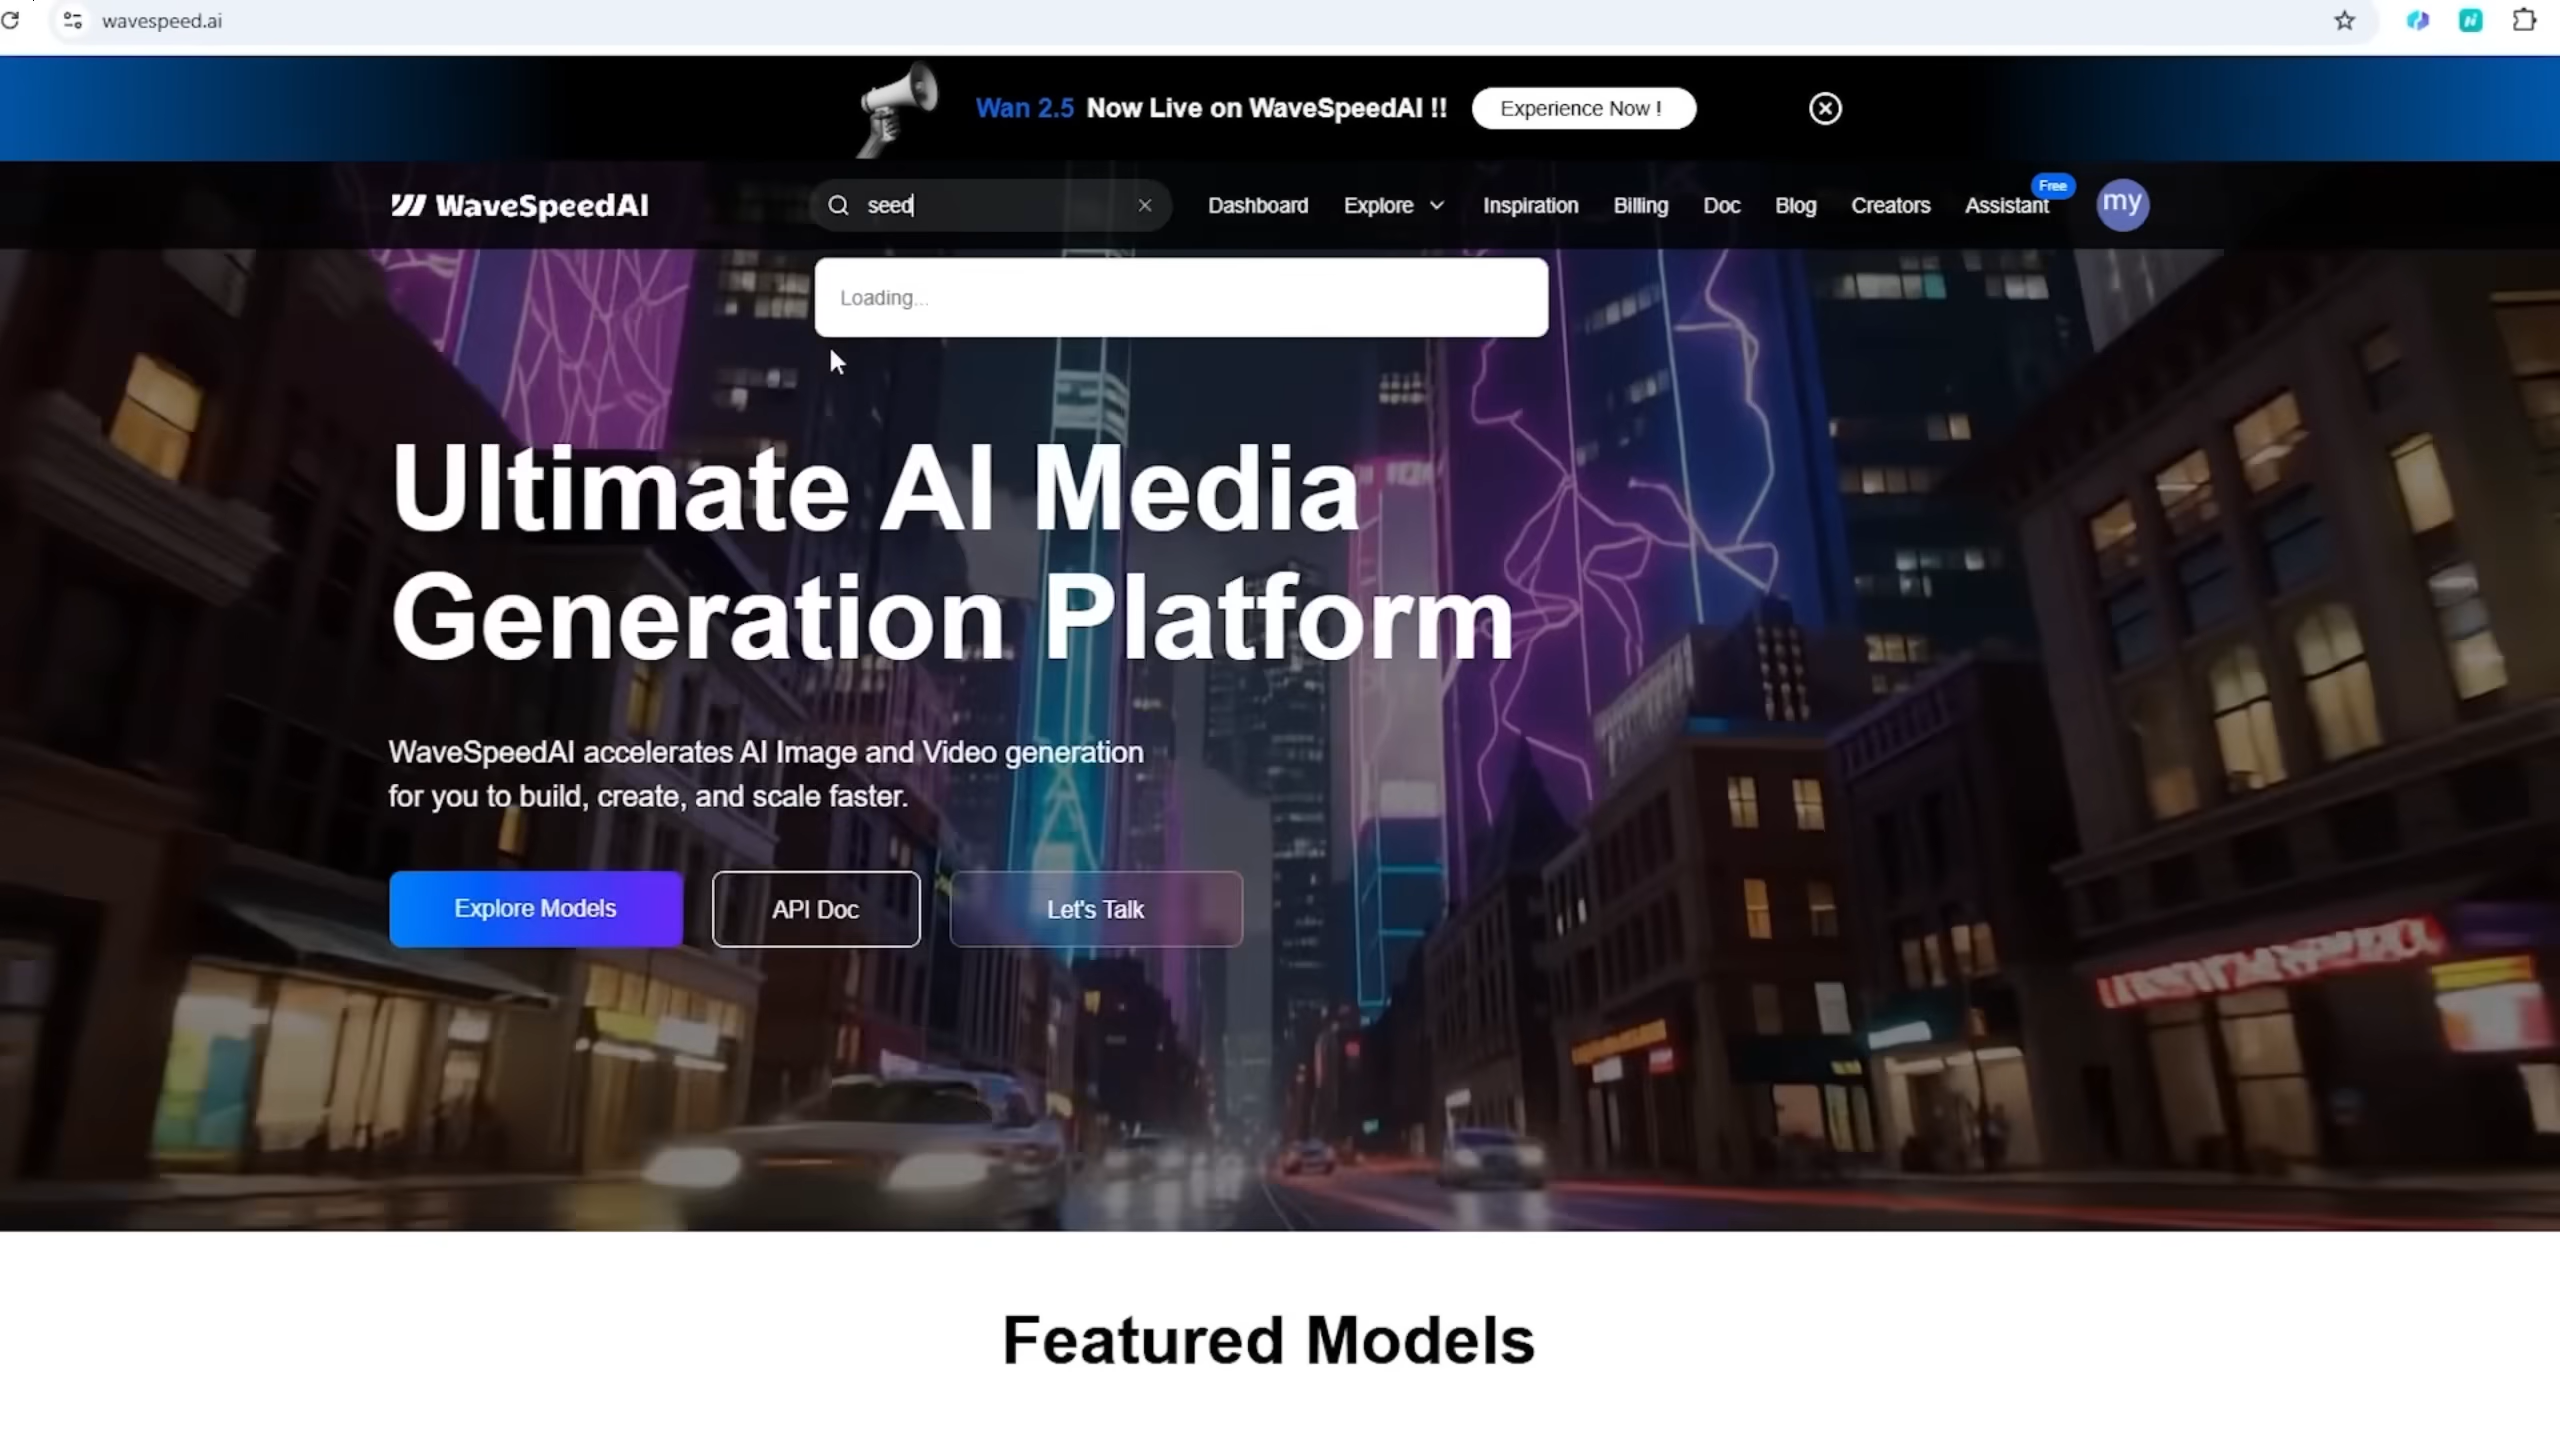 wavespeed.ai
Wan 2.5 Now Live on WaveSpeedAI !!
Experience Now !
WaveSpeedAI
seed
Dashboard
Explore
Inspiration
Billing
Doc
Blog
Creators
Assistant
Free
my
Loading...
Ultimate AI Media
Generation Platform
WaveSpeedAI accelerates AI Image and Video generation
for you to build, create, and scale faster.
Explore Models
API Doc
Let's Talk
Featured Models